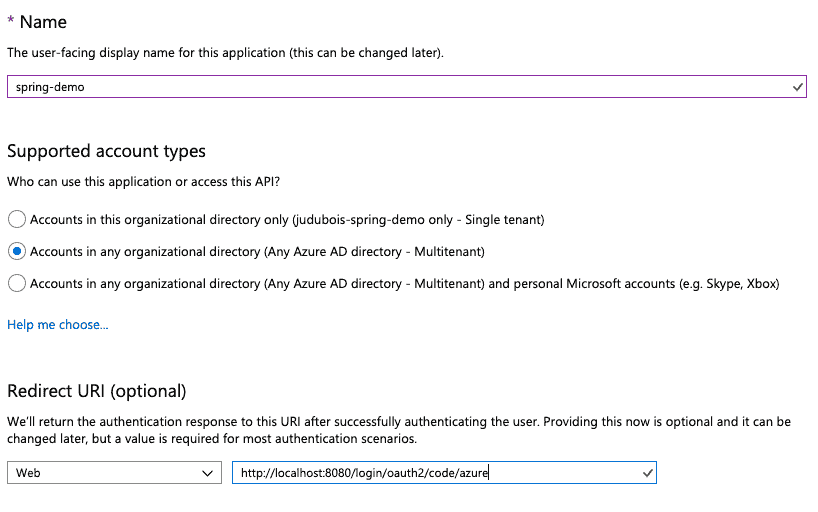 * Name
The user-facing display name for this application (this can be changed later).
spring-demo
Supported account types
Who can use this application or access this API?
Accounts in this organizational directory only (judubois-spring-demo only - Single tenant)
Accounts in any organizational directory (Any Azure AD directory - Multitenant)
Accounts in any organizational directory (Any Azure AD directory - Multitenant) and personal Microsoft accounts (e.g. Skype, Xbox)
Help me choose...
Redirect URI (optional)
We'll return the authentication response to this URI after successfully authenticating the user. Providing this now is optional and it can be
changed later, but a value is required for most authentication scenarios.
Web
http://localhost:8080/login/oauth2/code/azure